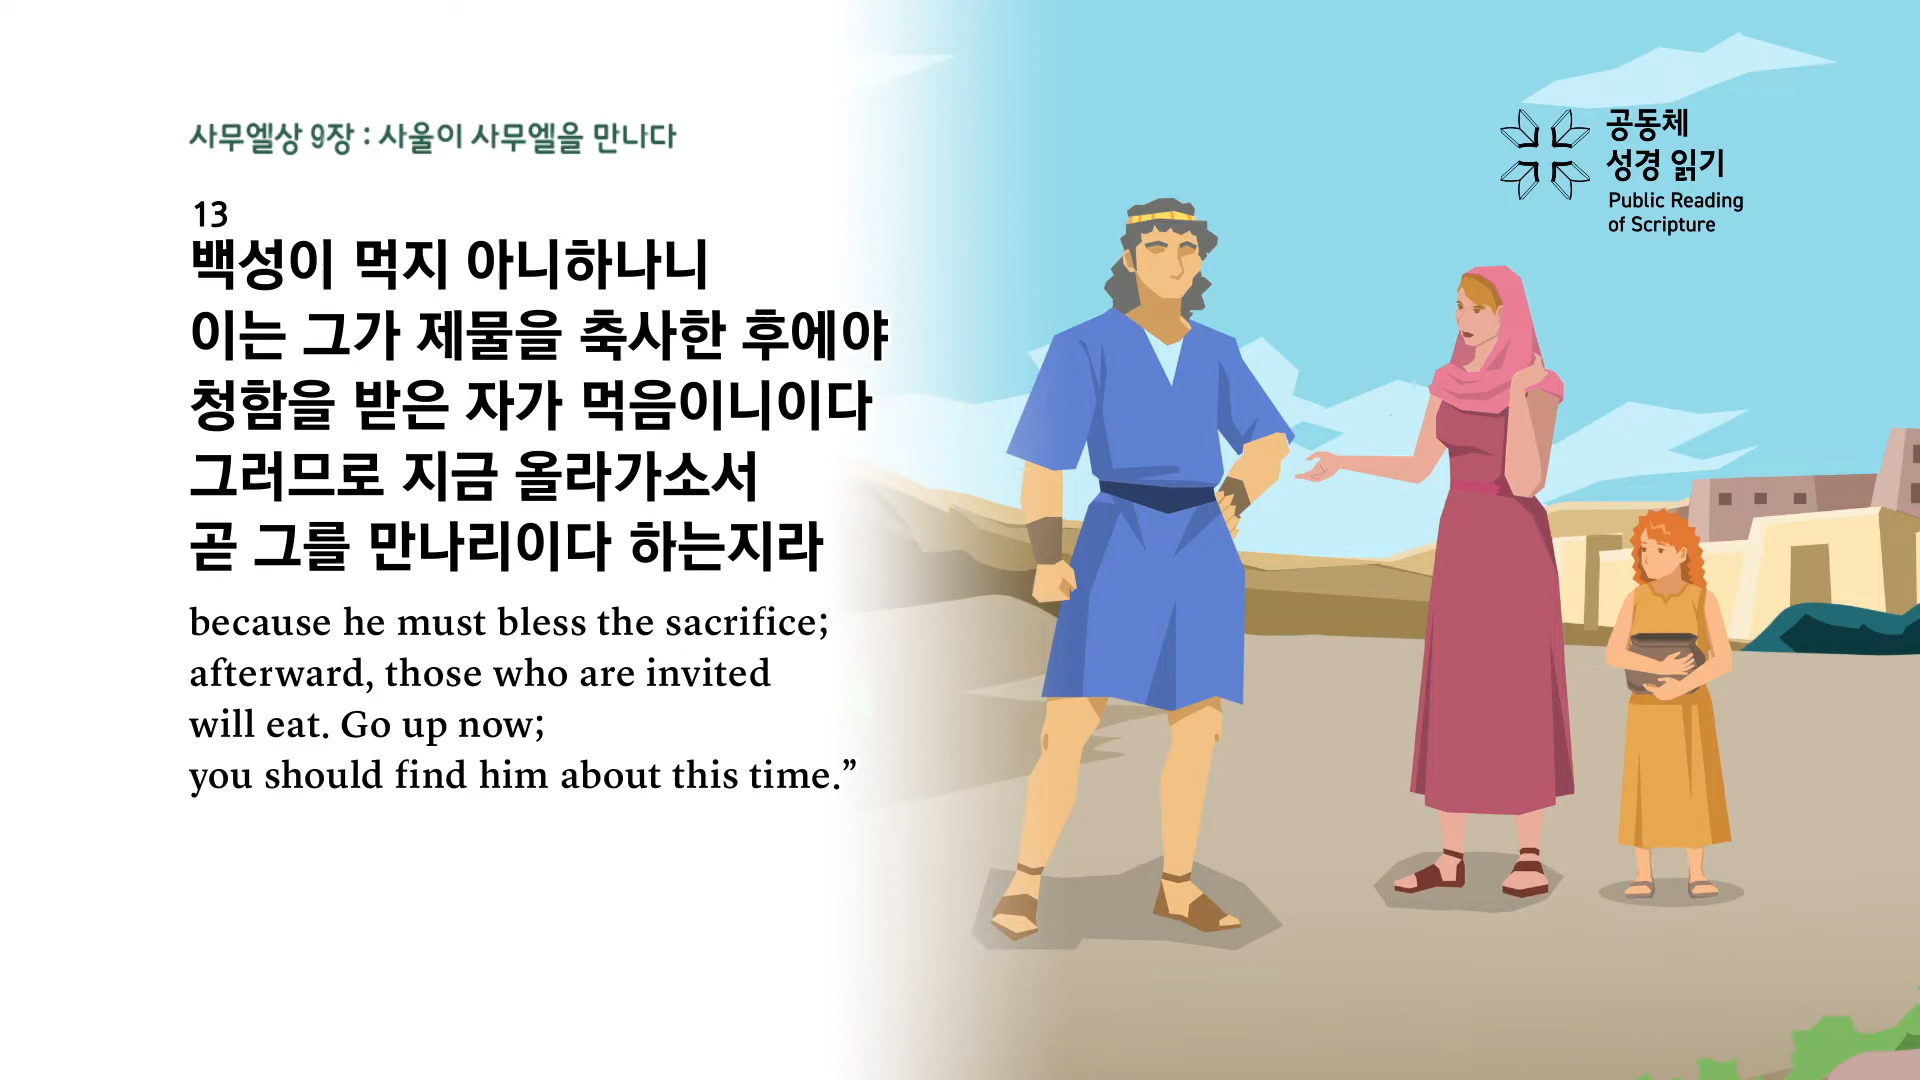 사무엘상 9장 : 사울이 사무엘을 만나다
13
백성이 먹지 아니하나니
이는 그가 제물을 축사한 후에야
청함을 받은 자가 먹음이니이다
그러므로 지금 올라가소서
곧 그를 만나리이다 하는지라
because he must bless the sacrifice;
afterward, those who are invited
will eat. Go up now;
you should find him about this time.”
공동체
성경 읽기
Public Reading
of Scripture